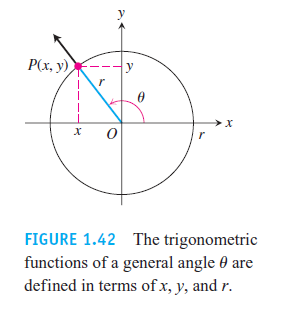 y
P(x, y)
y
r
θ
x
x
O
r
FIGURE 1.42 The trigonometric
functions of a general angle θ are
defined in terms of x, y, and r.